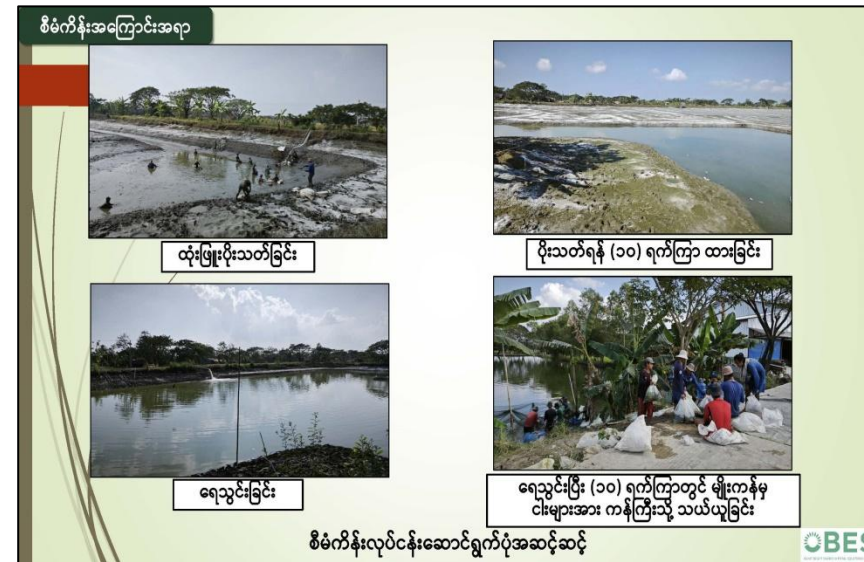 စီမံကိန်းအကြောင်းအရာ
ထုံးဖြူးပိုးသတ်ခြင်း
ပိုးသတ်ရန် (၁၀) ရက်ကြာ ထားခြင်း
ရေသွင်းခြင်း
ရေသွင်းပြီး (၁၀) ရက်ကြာတွင် မျိုးကန်မှ
ငါးများအား ကန်ကြီးသို့ သယ်ယူခြင်း
စီမံကိန်းလုပ်ငန်းဆောင်ရွက်ပုံအဆင့်ဆင့်
BES